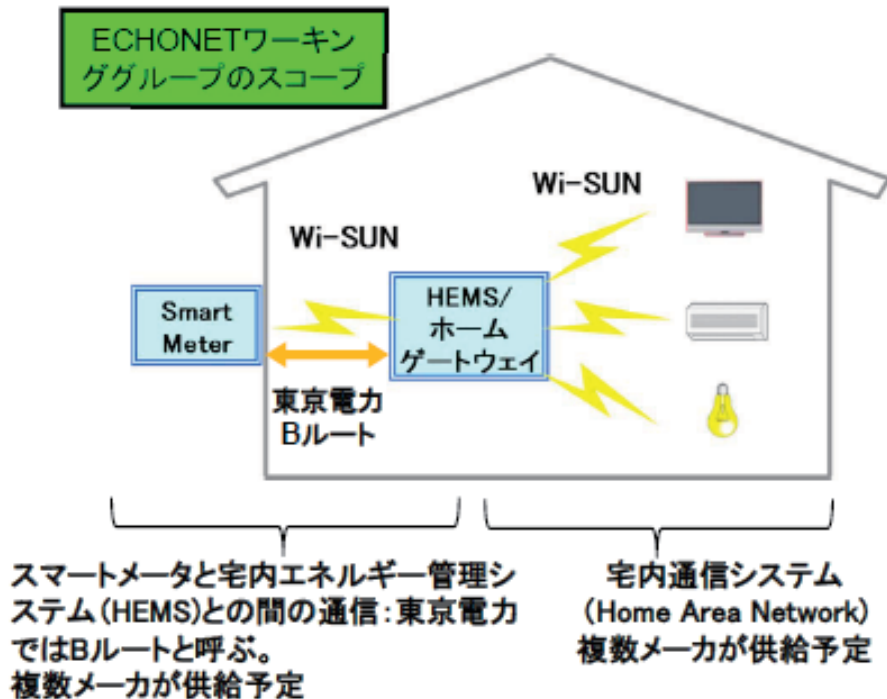 ECHONETワーキン
ググループのスコープ
Wi-SUN
Wi-SUN
Smart
Meter
HEMS/
ホーム
ゲートウェイ
東京電力
Bルート
スマートメータと宅内エネルギー管理シ
ステム(HEMS)との間の通信:東京電力
ではBルートと呼ぶ。
複数メーカが供給予定
宅内通信システム
(Home Area Network)
複数メーカが供給予定